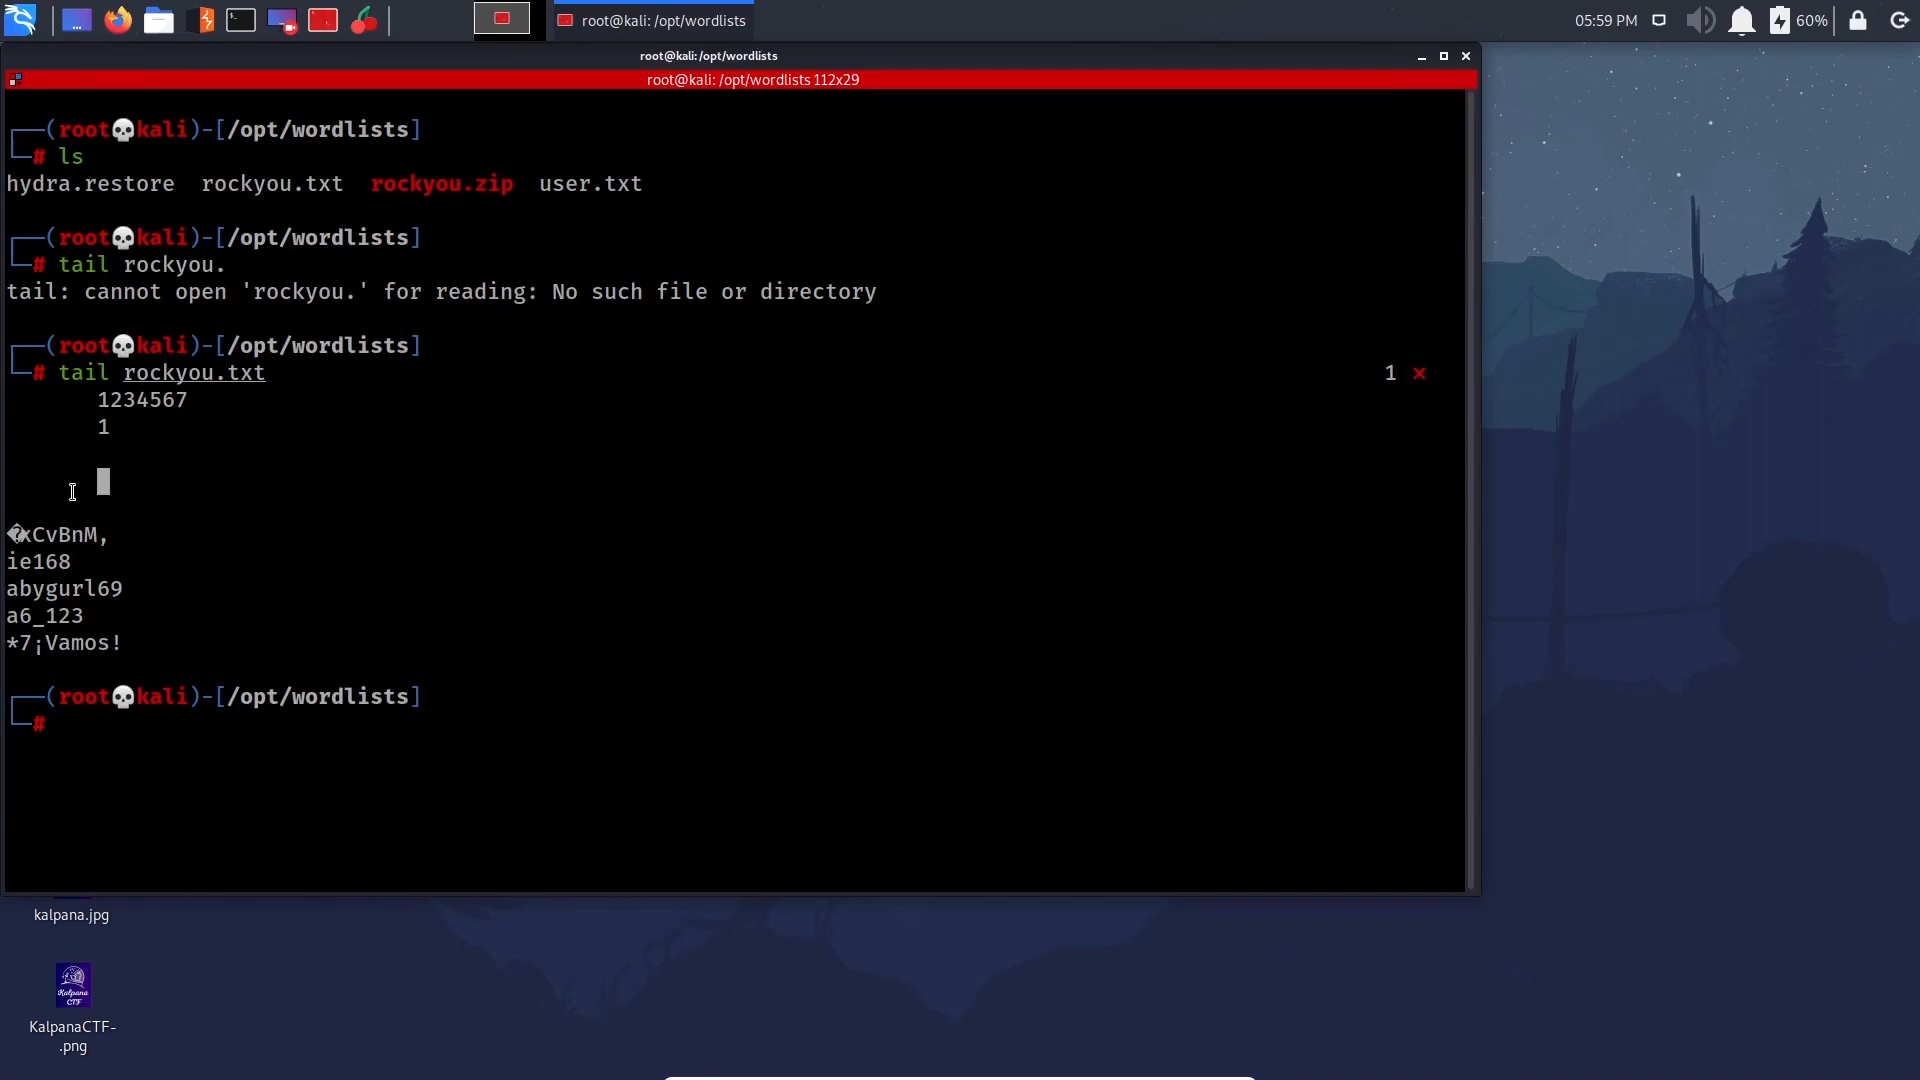 root@kali: /opt/wordlists
05:59 PM
60%
root@kali:/opt/wordlists
root@kali: /opt/wordlists 112x29
┌──(root💀kali)-[/opt/wordlists]
└─# ls
hydra.restore rockyou.txt rockyou.zip user.txt
┌──(root💀kali)-[/opt/wordlists]
└─# tail rockyou.
tail: cannot open 'rockyou.' for reading: No such file or directory
┌──(root💀kali)-[/opt/wordlists]
└─# tail rockyou.txt 1 ✕
1234567
1
�xCvBnM,
ie168
abygurl69
a6_123
*7¡Vamos!
┌──(root💀kali)-[/opt/wordlists]
└─#
kalpana.jpg
Kalpana
CTF
KalpanaCTF-
.png